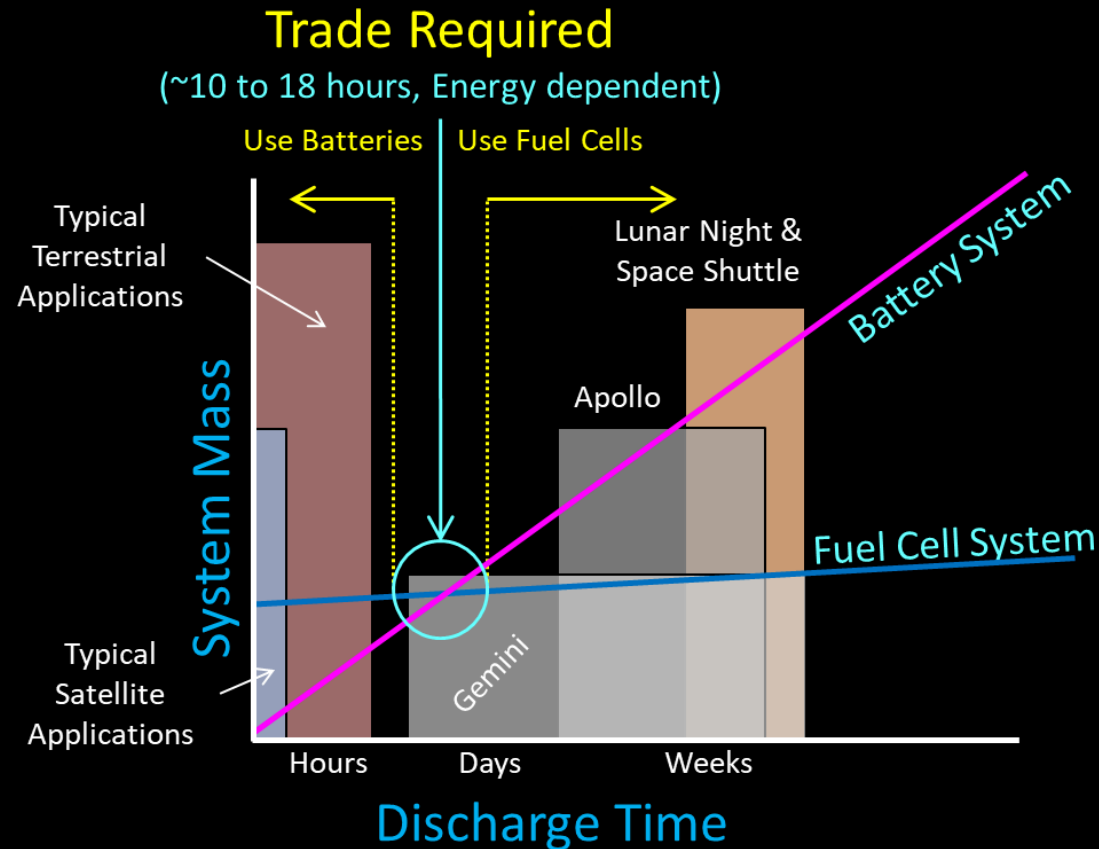 Trade Required
(~10 to 18 hours, Energy dependent)
Use Batteries
Use Fuel Cells
Typical
Terrestrial
Applications
Lunar Night &
Space Shuttle
Battery System
Apollo
System Mass
Fuel Cell System
Gemini
Typical
Satellite
Applications
Hours
Days
Weeks
Discharge Time